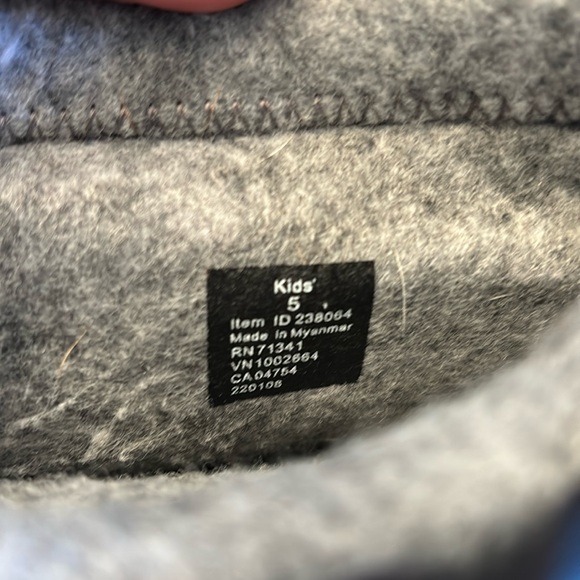 Kids'
5
Item ID 238064
Made in Myanmar
RN 71341
VN 1002664
CA 04754
220108